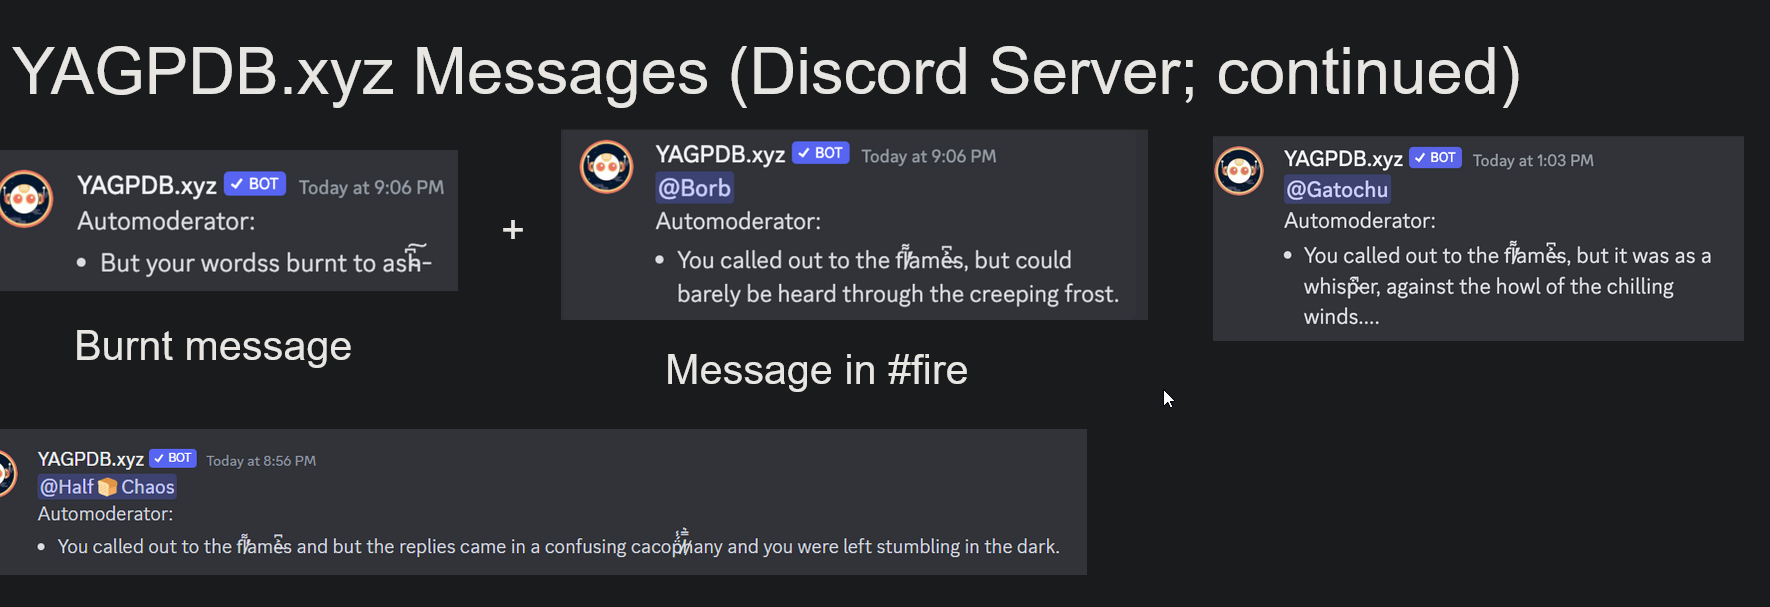 YAGPDB.xyz Messages (Discord Server; continued)
YAGPDB.xyz ✓ BOT Today at 9:06 PM
Automoderator:
• But your wordss burnt to ash-
Burnt message
+
YAGPDB.xyz ✓ BOT Today at 9:06 PM
@Borb
Automoderator:
• You called out to the flames, but could
barely be heard through the creeping frost.
Message in #fire
YAGPDB.xyz ✓ BOT Today at 1:03 PM
@Gatochu
Automoderator:
• You called out to the flames, but it was as a
whisper, against the howl of the chilling
winds....
YAGPDB.xyz ✓ BOT Today at 8:56 PM
@Half🍞Chaos
Automoderator:
• You called out to the flames and but the replies came in a confusing cacophany and you were left stumbling in the dark.